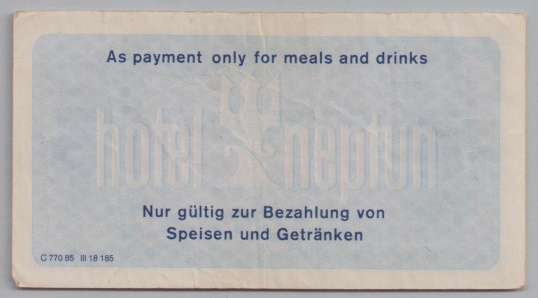 As payment only for meals and drinks
hotel neptun
Nur gültig zur Bezahlung von
Speisen und Getränken
C 770 85 III 18 185